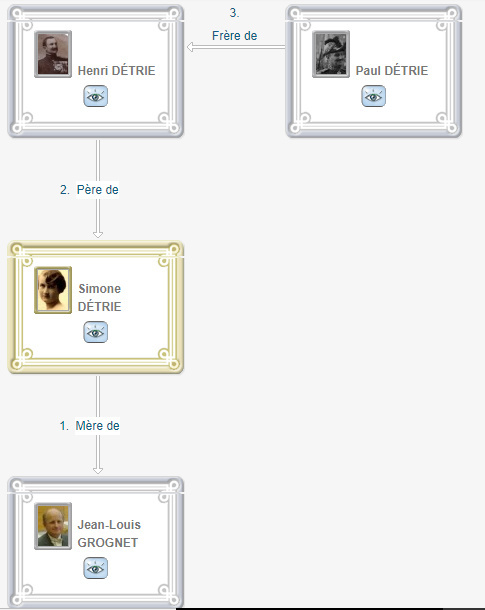 3.
Frère de
Henri DÉTRIE
Paul DÉTRIE
2. Père de
Simone
DÉTRIE
1. Mère de
Jean-Louis
GROGNET